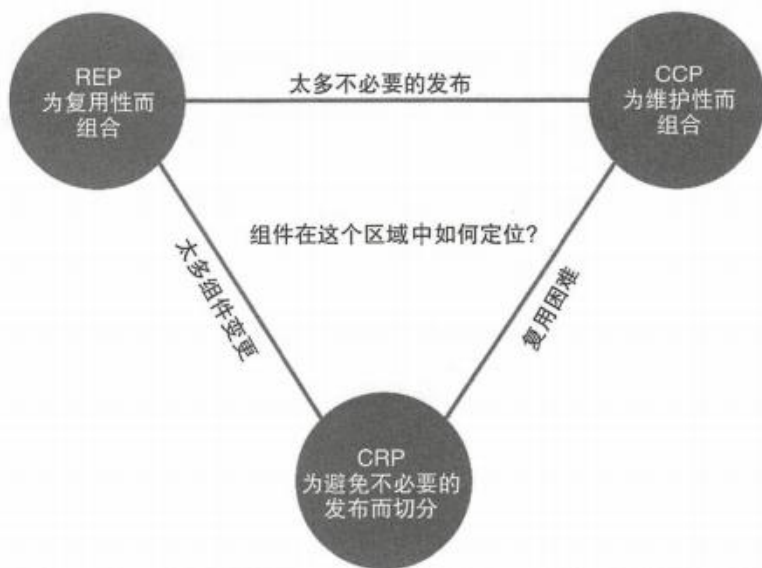 REP
为复用性而
组合
太多不必要的发布
CCP
为维护性而
组合
组件在这个区域中如何定位?
太多组件变更
复用困难
CRP
为避免不必要的
发布而切分